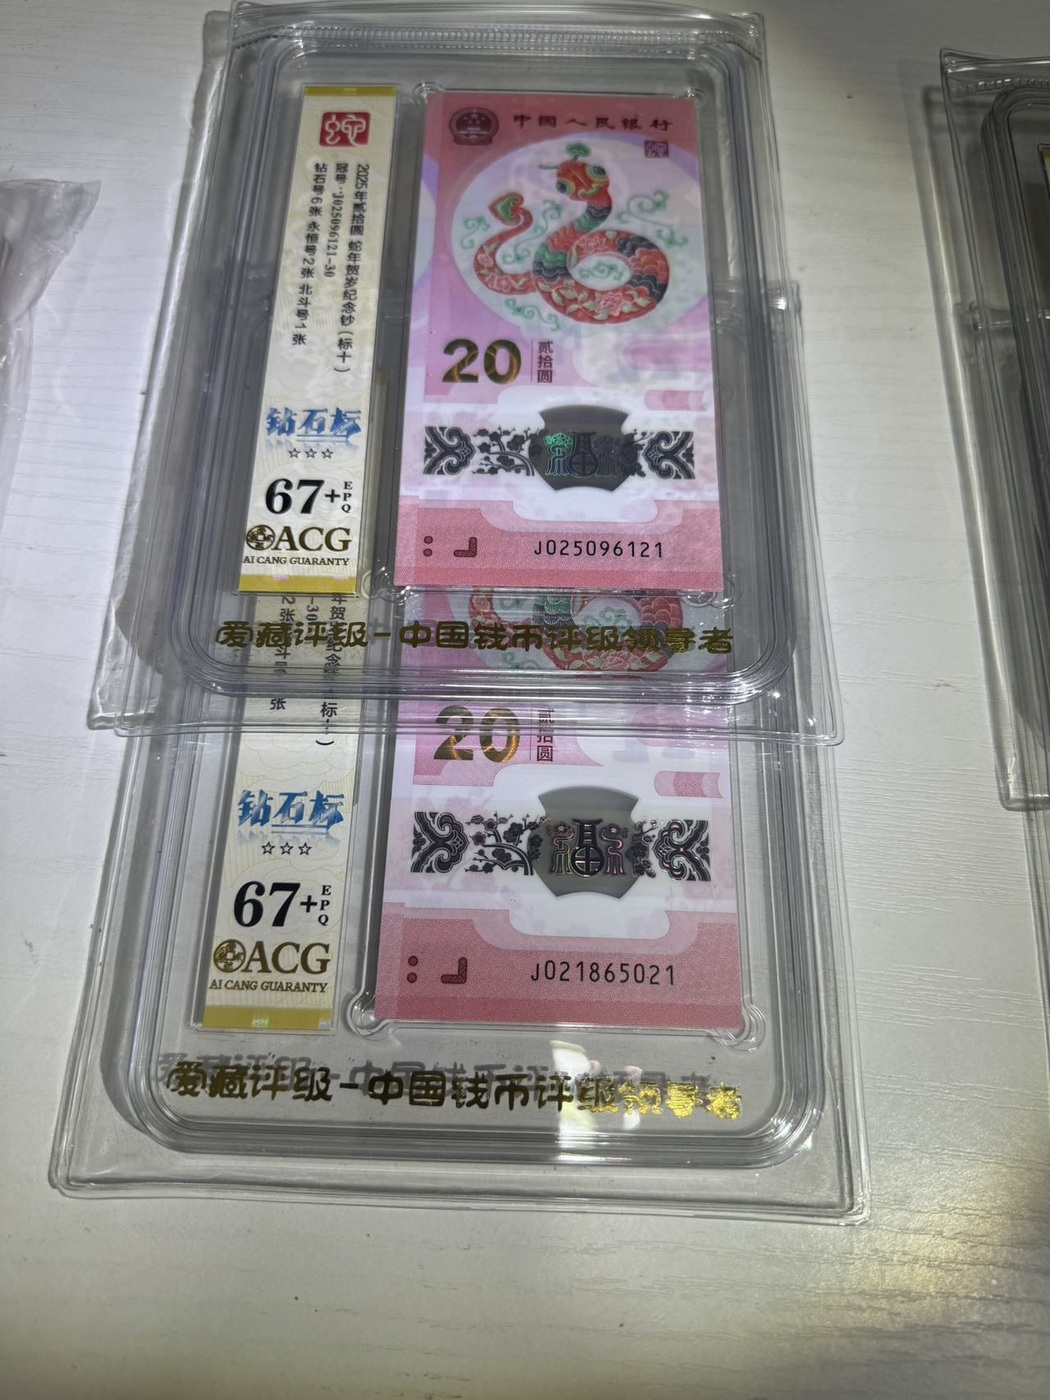 2025年贰拾圆 蛇年贺岁纪念钞(标十)
冠号:J025096121-30
钻石号6张 永恒号2张 北斗号1张
钻石标
☆☆☆
67+EPQ
ACG
AI CANG GUARANTY
中国人民银行
20
贰拾圆
J025096121
爱藏评级-中国钱币评级领导者
20
贰拾圆
钻石标
☆☆☆
67+EPQ
ACG
AI CANG GUARANTY
J021865021
爱藏评级-中国钱币评级领导者